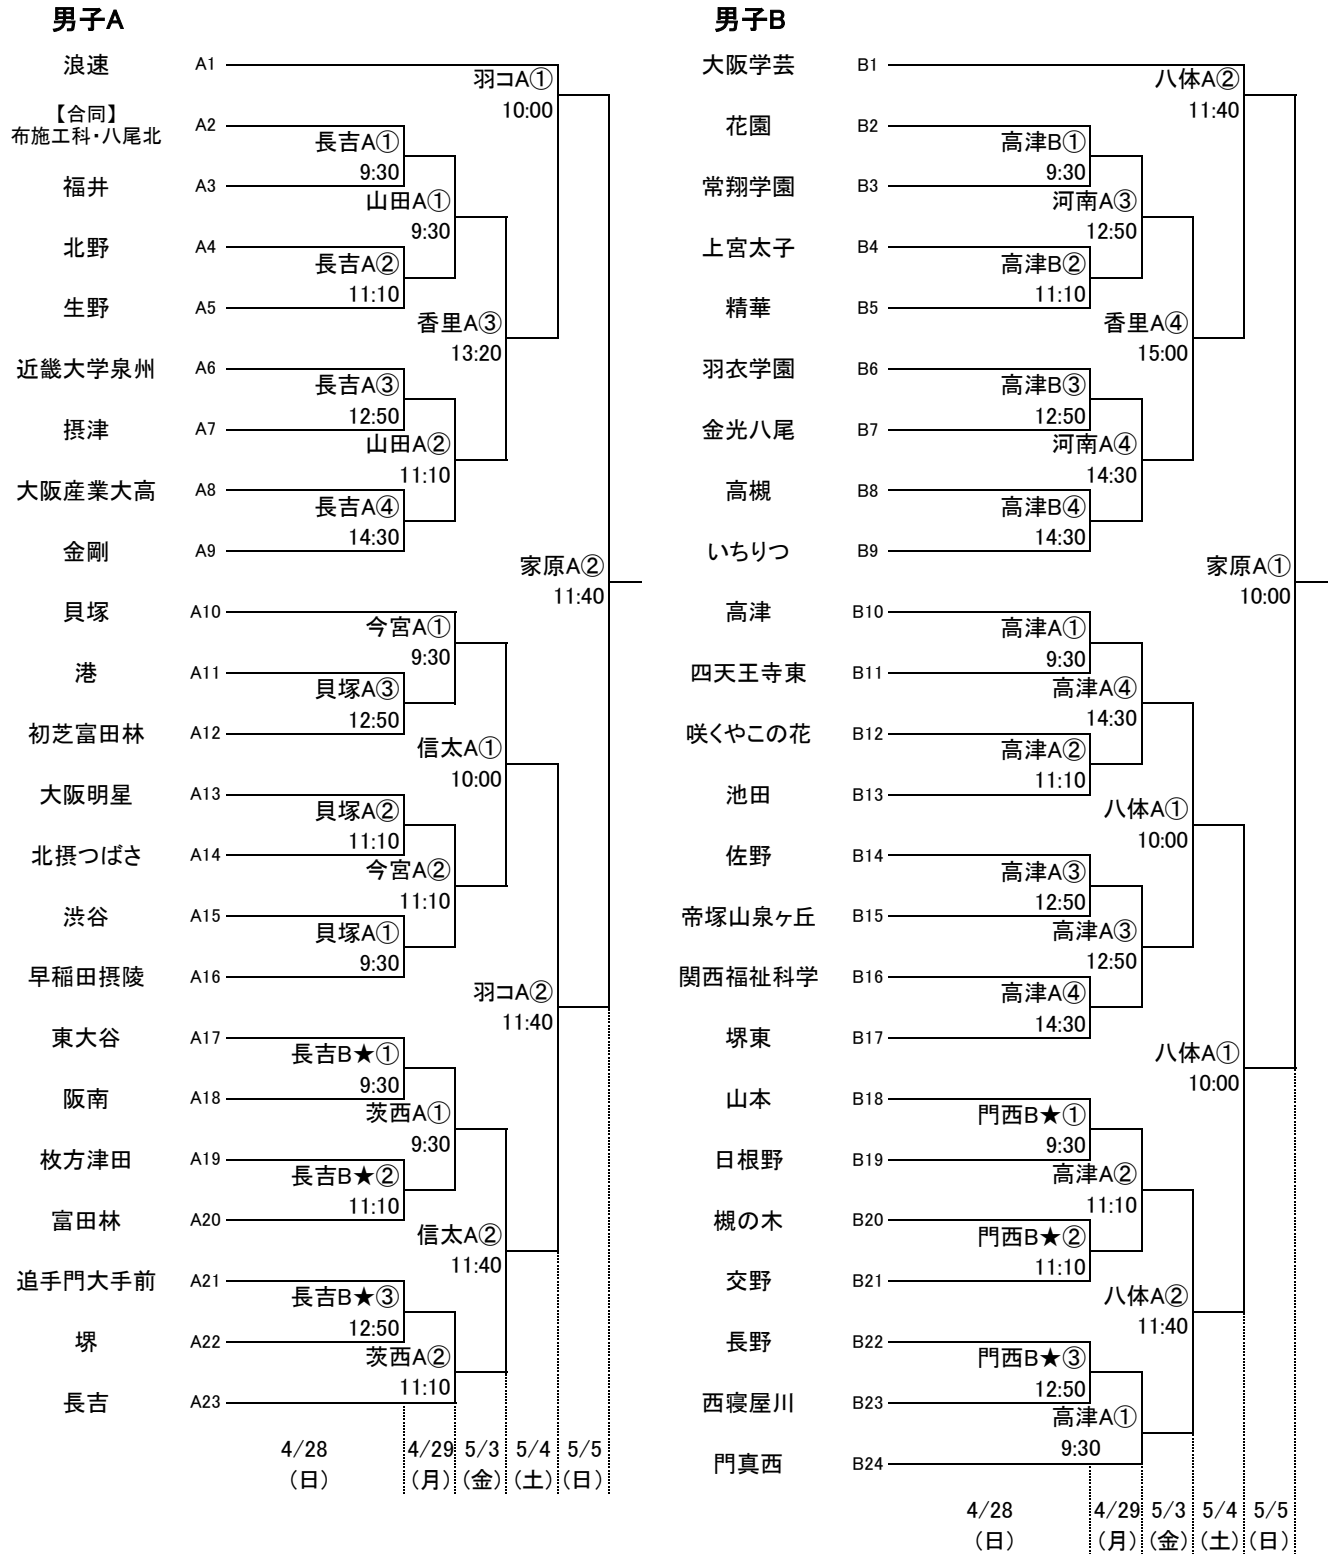 男子A
浪速 A1
羽コA①
10:00
【合同】
布施工科・八尾北 A2
長吉A①
9:30
福井 A3
山田A①
9:30
北野 A4
長吉A②
11:10
生野 A5
香里A③
13:20
近畿大学泉州 A6
長吉A③
12:50
摂津 A7
山田A②
11:10
大阪産業大高 A8
長吉A④
14:30
金剛 A9
家原A②
11:40
貝塚 A10
今宮A①
9:30
港 A11
貝塚A③
12:50
初芝富田林 A12
信太A①
10:00
大阪明星 A13
貝塚A②
11:10
北摂つばさ A14
今宮A②
11:10
渋谷 A15
貝塚A①
9:30
早稲田摂陵 A16
羽コA②
11:40
東大谷 A17
長吉B★①
9:30
阪南 A18
茨西A①
9:30
枚方津田 A19
長吉B★②
11:10
富田林 A20
信太A②
11:40
追手門大手前 A21
長吉B★③
12:50
堺 A22
茨西A②
11:10
長吉 A23
4/28 4/29 5/3 5/4 5/5
（日） （月） （金） （土） （日）
男子B
大阪学芸 B1
八体A②
11:40
花園 B2
高津B①
9:30
常翔学園 B3
河南A③
12:50
上宮太子 B4
高津B②
11:10
精華 B5
香里A④
15:00
羽衣学園 B6
高津B③
12:50
金光八尾 B7
河南A④
14:30
高槻 B8
高津B④
14:30
いちりつ B9
家原A①
10:00
高津 B10
高津A①
9:30
四天王寺東 B11
高津A④
14:30
咲くやこの花 B12
高津A②
11:10
池田 B13
八体A①
10:00
佐野 B14
高津A③
12:50
帝塚山泉ヶ丘 B15
高津A③
12:50
関西福祉科学 B16
高津A④
14:30
堺東 B17
八体A①
10:00
山本 B18
門西B★①
9:30
日根野 B19
高津A②
11:10
槻の木 B20
門西B★②
11:10
交野 B21
八体A②
11:40
長野 B22
門西B★③
12:50
西寝屋川 B23
高津A①
9:30
門真西 B24
4/28 4/29 5/3 5/4 5/5
（日） （月） （金） （土） （日）